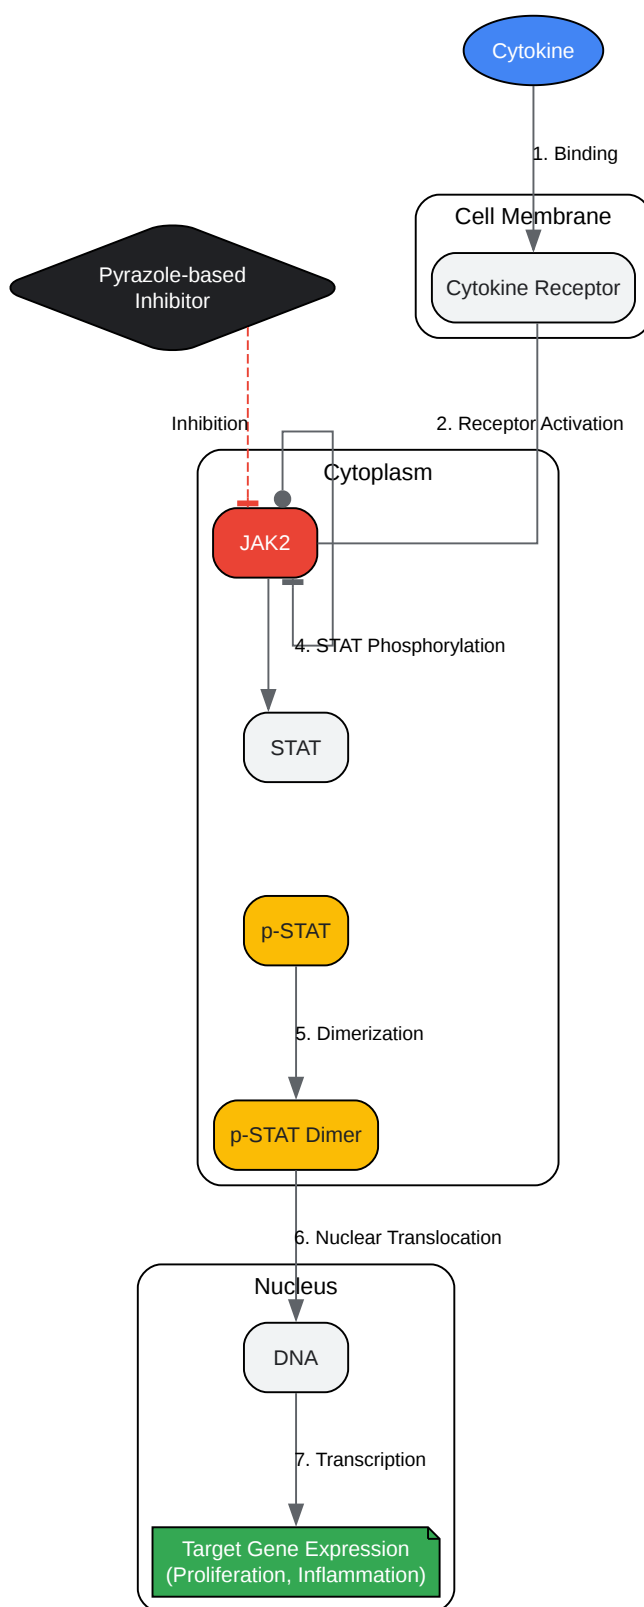 Cytokine
1. Binding
Cell Membrane
Cytokine Receptor
Pyrazole-based
Inhibitor
Inhibition
2. Receptor Activation
Cytoplasm
JAK2
4. STAT Phosphorylation
STAT
p-STAT
5. Dimerization
p-STAT Dimer
6. Nuclear Translocation
Nucleus
DNA
7. Transcription
Target Gene Expression
(Proliferation, Inflammation)